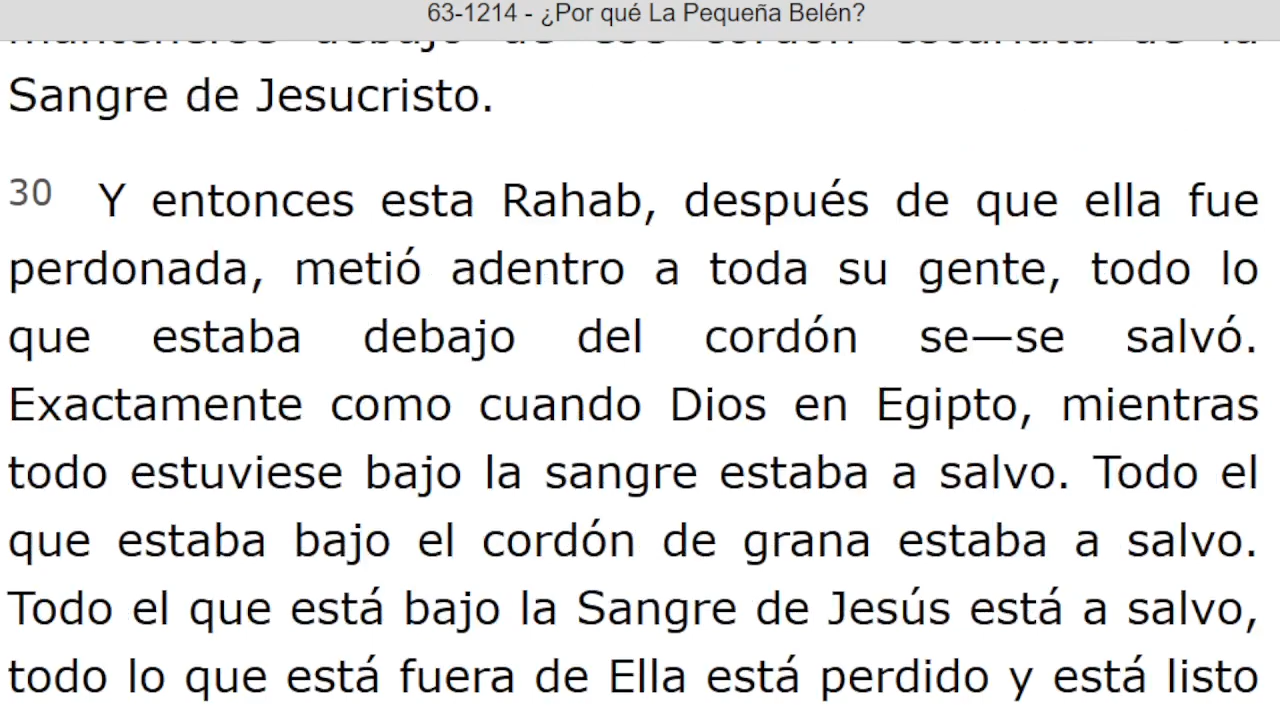 63-1214 - ¿Por qué La Pequeña Belén?
Sangre de Jesucristo.
30 Y entonces esta Rahab, después de que ella fue
perdonada, metió adentro a toda su gente, todo lo
que estaba debajo del cordón se—se salvó.
Exactamente como cuando Dios en Egipto, mientras
todo estuviese bajo la sangre estaba a salvo. Todo el
que estaba bajo el cordón de grana estaba a salvo.
Todo el que está bajo la Sangre de Jesús está a salvo,
todo lo que está fuera de Ella está perdido y está listo